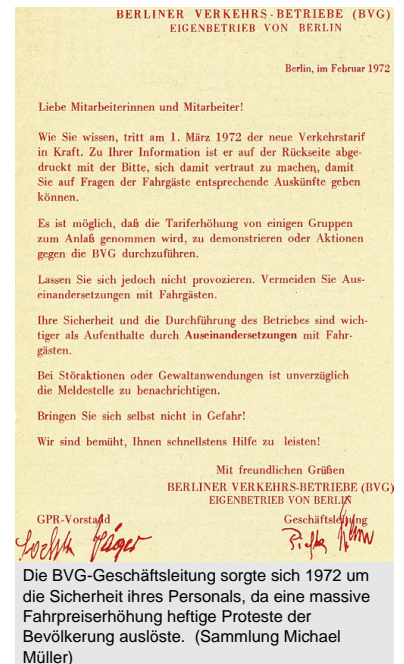 BERLINER VERKEHRS-BETRIEBE (BVG)
EIGENBETRIEB VON BERLIN
Berlin, im Februar 1972
Liebe Mitarbeiterinnen und Mitarbeiter!
Wie Sie wissen, tritt am 1. März 1972 der neue Verkehrstarif
in Kraft. Zu Ihrer Information ist er auf der Rückseite abge-
druckt mit der Bitte, sich damit vertraut zu machen, damit
Sie auf Fragen der Fahrgäste entsprechende Auskünfte geben
können.
Es ist möglich, daß die Tariferhöhung von einigen Gruppen
zum Anlaß genommen wird, zu demonstrieren oder Aktionen
gegen die BVG durchzuführen.
Lassen Sie sich jedoch nicht provozieren. Vermeiden Sie Aus-
einandersetzungen mit Fahrgästen.
Ihre Sicherheit und die Durchführung des Betriebes sind wich-
tiger als Aufenthalte durch Auseinandersetzungen mit Fahr-
gästen.
Bei Störaktionen oder Gewaltanwendungen ist unverzüglich
die Meldestelle zu benachrichtigen.
Bringen Sie sich selbst nicht in Gefahr!
Wir sind bemüht, Ihnen schnellstens Hilfe zu leisten!
Mit freundlichen Grüßen
BERLINER VERKEHRS-BETRIEBE (BVG)
EIGENBETRIEB VON BERLIN
GPR-Vorstand
Geschäftsleitung
Jäger
Die BVG-Geschäftsleitung sorgte sich 1972 um
die Sicherheit ihres Personals, da eine massive
Fahrpreiserhöhung heftige Proteste der
Bevölkerung auslöste. (Sammlung Michael
Müller)